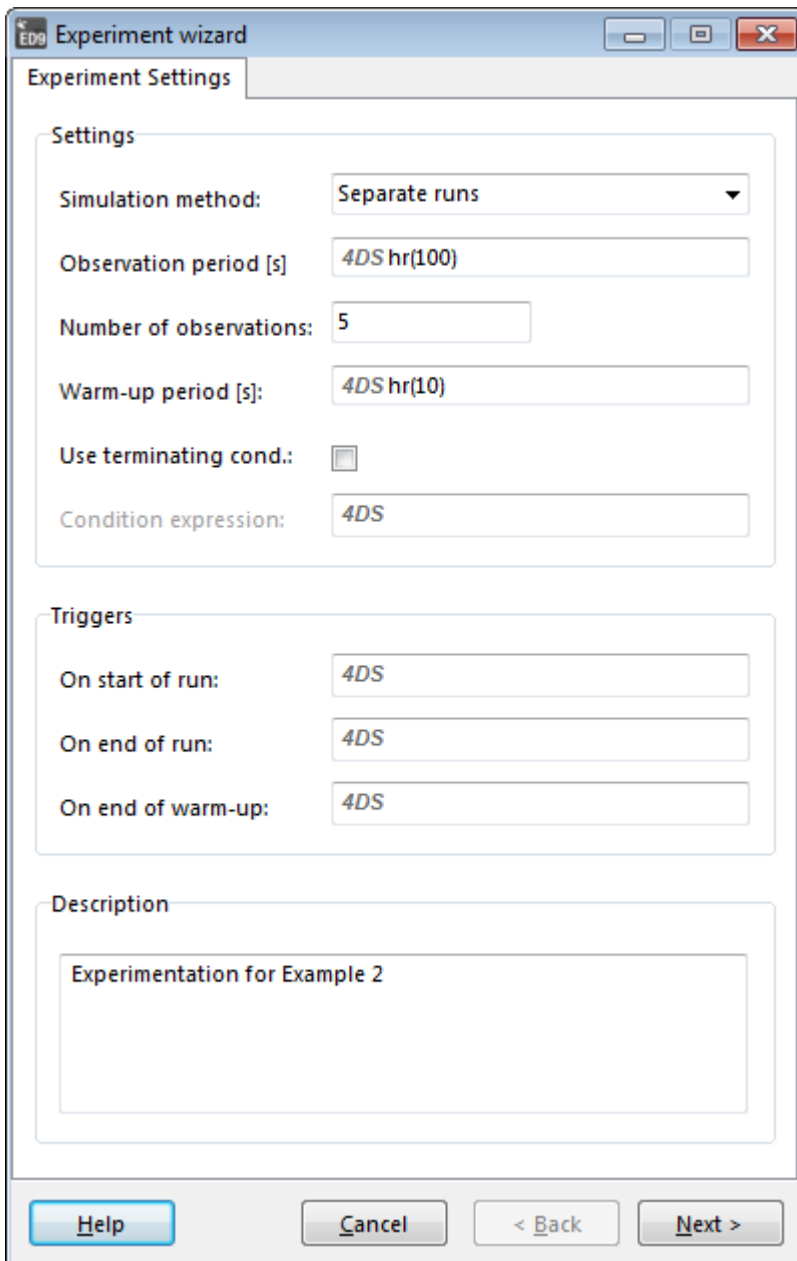 ED9 Experiment wizard
Experiment Settings
Settings
Simulation method: Separate runs
Observation period [s] 4DS hr(100)
Number of observations: 5
Warm-up period [s]: 4DS hr(10)
Use terminating cond.:
Condition expression: 4DS
Triggers
On start of run: 4DS
On end of run: 4DS
On end of warm-up: 4DS
Description
Experimentation for Example 2
Help Cancel < Back Next >